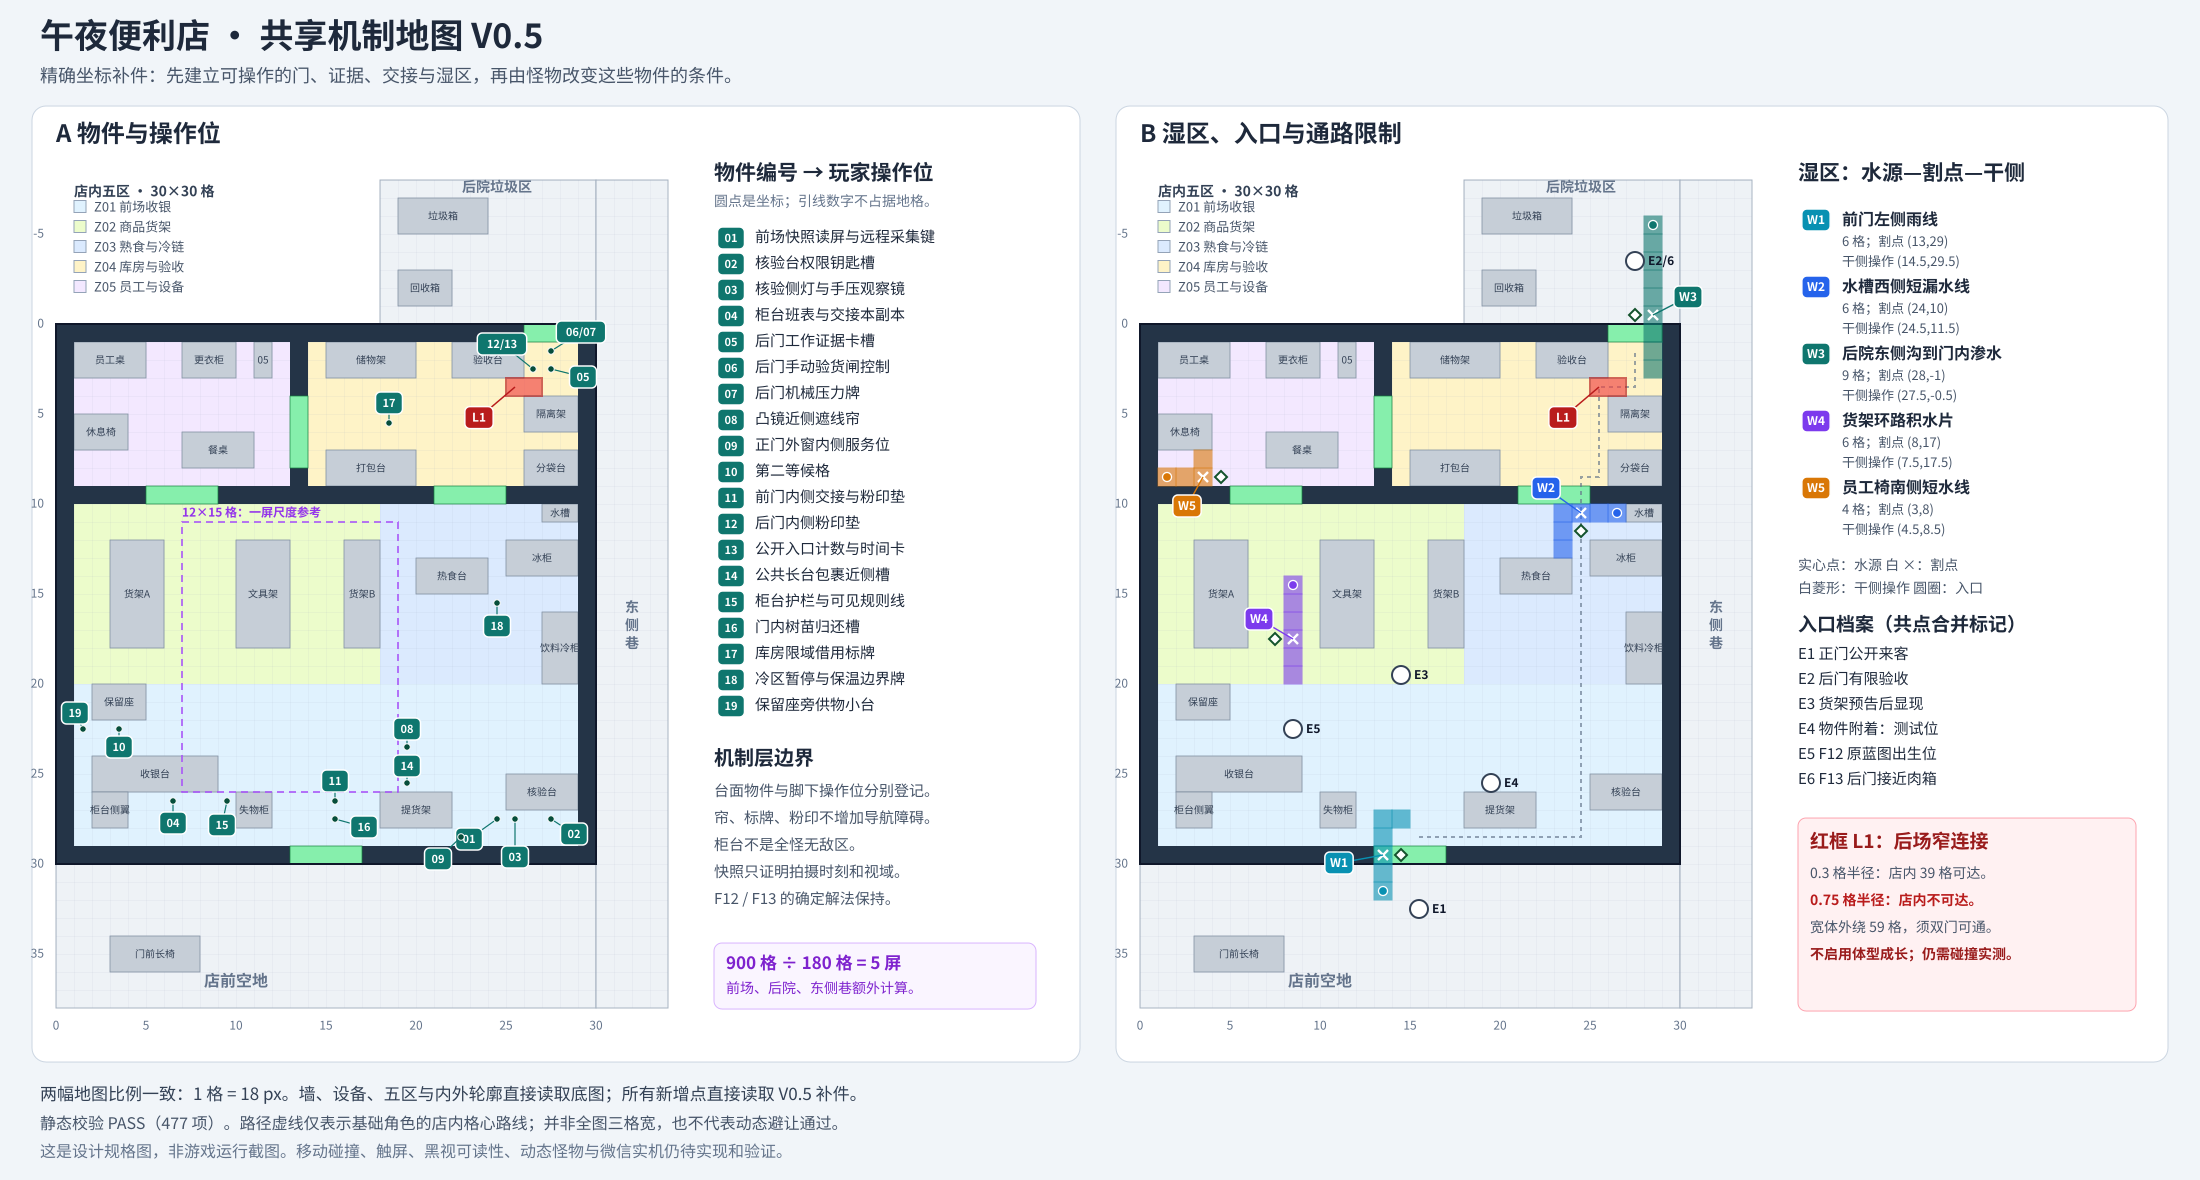 午夜便利店 · 共享机制地图 V0.5
精确坐标补件：先建立可操作的门、证据、交接与湿区，再由怪物改变这些物件的条件。
A 物件与操作位
店内五区 · 30×30 格
Z01 前场收银
Z02 商品货架
Z03 熟食与冷链
Z04 库房与验收
Z05 员工与设备
后院垃圾区
垃圾箱
回收箱
-5
0
5
10
15
20
25
30
35
06/07
12/13
员工桌
更衣柜
05
储物架
验收台
05
17
L1
隔离架
休息椅
餐桌
打包台
分袋台
12×15 格：一屏尺度参考
水槽
冰柜
热食台
货架A
文具架
货架B
18
饮料冷柜
东侧巷
保留座
19
10
08
14
收银台
11
核验台
柜台侧翼
04
15
失物柜
16
提货架
01
02
09
03
门前长椅
店前空地
0
5
10
15
20
25
30
物件编号 → 玩家操作位
圆点是坐标；引线数字不占据地格。
01 前场快照读屏与远程采集键
02 核验台权限钥匙槽
03 核验侧灯与手压观察镜
04 柜台班表与交接本副本
05 后门工作证据卡槽
06 后门手动验货闸控制
07 后门机械压力牌
08 凸镜近侧遮线帘
09 正门外窗内侧服务位
10 第二等候格
11 前门内侧交接与粉印垫
12 后门内侧粉印垫
13 公开入口计数与时间卡
14 公共长台包裹近侧槽
15 柜台护栏与可见规则线
16 门内树苗归还槽
17 库房限域借用标牌
18 冷区暂停与保温边界牌
19 保留座旁供物小台
机制层边界
台面物件与脚下操作位分别登记。
帘、标牌、粉印不增加导航障碍。
柜台不是全怪无敌区。
快照只证明拍摄时刻和视域。
F12 / F13 的确定解法保持。
900 格 ÷ 180 格 = 5 屏
前场、后院、东侧巷额外计算。
B 湿区、入口与通路限制
店内五区 · 30×30 格
Z01 前场收银
Z02 商品货架
Z03 熟食与冷链
Z04 库房与验收
Z05 员工与设备
后院垃圾区
垃圾箱
回收箱
E2/6
W3
-5
0
5
10
15
20
25
30
35
员工桌
更衣柜
05
储物架
验收台
L1
隔离架
休息椅
餐桌
打包台
分袋台
W5
W2
水槽
冰柜
热食台
货架A
文具架
货架B
W4
饮料冷柜
东侧巷
E3
保留座
E5
收银台
E4
核验台
柜台侧翼
失物柜
提货架
W1
E1
门前长椅
店前空地
0
5
10
15
20
25
30
湿区：水源—割点—干侧
W1 前门左侧雨线
6 格；割点 (13,29)
干侧操作 (14.5,29.5)
W2 水槽西侧短漏水线
6 格；割点 (24,10)
干侧操作 (24.5,11.5)
W3 后院东侧沟到门内渗水
9 格；割点 (28,-1)
干侧操作 (27.5,-0.5)
W4 货架环路积水片
6 格；割点 (8,17)
干侧操作 (7.5,17.5)
W5 员工椅南侧短水线
4 格；割点 (3,8)
干侧操作 (4.5,8.5)
实心点：水源 白 ×：割点
白菱形：干侧操作 圆圈：入口
入口档案（共点合并标记）
E1 正门公开来客
E2 后门有限验收
E3 货架预告后显现
E4 物件附着：测试位
E5 F12 原蓝图出生位
E6 F13 后门接近肉箱
红框 L1：后场窄连接
0.3 格半径：店内 39 格可达。
0.75 格半径：店内不可达。
宽体外绕 59 格，须双门可通。
不启用体型成长；仍需碰撞实测。
两幅地图比例一致：1 格 = 18 px。墙、设备、五区与内外轮廓直接读取底图；所有新增点直接读取 V0.5 补件。
静态校验 PASS（477 项）。路径虚线仅表示基础角色的店内格心路线；并非全图三格宽，也不代表动态避让通过。
这是设计规格图，非游戏运行截图。移动碰撞、触屏、黑视可读性、动态怪物与微信实机仍待实现和验证。